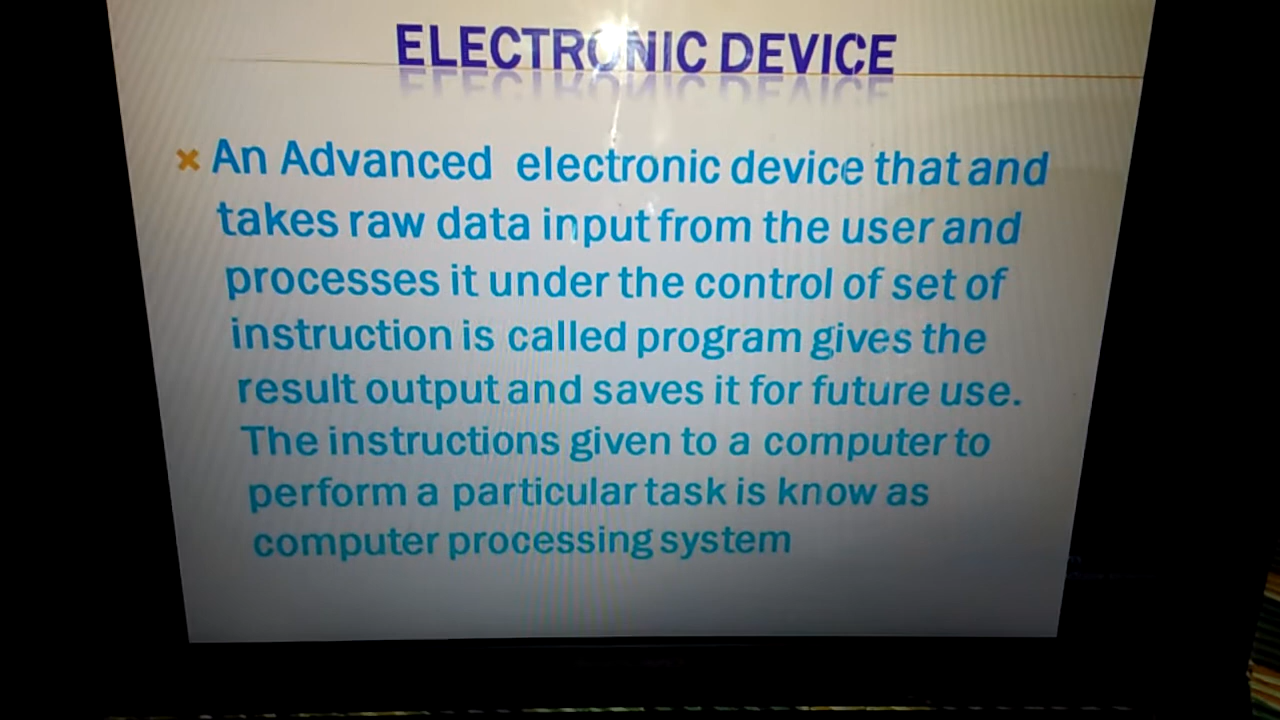 ELECTRONIC DEVICE
An Advanced electronic device that and
takes raw data input from the user and
processes it under the control of set of
instruction is called program gives the
result output and saves it for future use.
The instructions given to a computer to
perform a particular task is know as
computer processing system